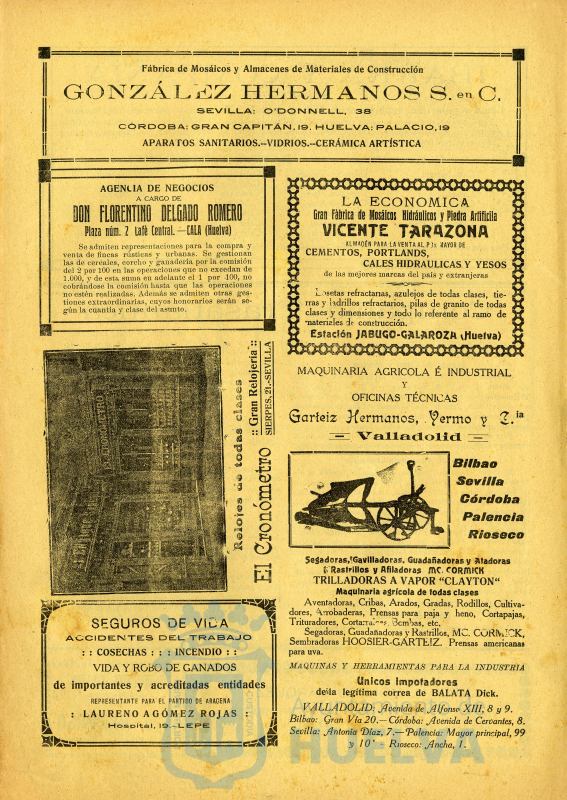 Fábrica de Mosáicos y Almacenes de Materiales de Construcción
GONZÁLEZ HERMANOS S. en C.
SEVILLA: O'DONNELL, 38
CÓRDOBA: GRAN CAPITÁN, 19. HUELVA: PALACIO, 19
APARATOS SANITARIOS.--VIDRIOS.--CERÁMICA ARTÍSTICA
AGENCIA DE NEGOCIOS
A CARGO DE
DON FLORENTINO DELGADO ROMERO
Plaza núm. 2 Lafé Central. — CALA (Huelva)
Se admiten representaciones para la compra y
venta de fincas rústicas y urbanas. Se gestionan
las de cereales, corcho y ganadería por la comisión
del 2 por 100 en las operaciones que no excedan de
1.000, y de esta suma en adelante el 1 por 100, no
cobrándose la comisión hasta que las operaciones
no estén realizadas. Además se admiten otras ges-
tiones extraordinarias, cuyos honorarios serán se-
gún la cuantía y clase del asunto.
LA ECONOMICA
Gran Fábrica de Mosáicos Hidráulicos y Piedra Artificila
VICENTE TARAZONA
ALMACÉN PARA LA VENTA AL POR MAYOR DE
CEMENTOS, PORTLANDS,
CALES HIDRAULICAS Y YESOS
de las mejores marcas del país y extranjeras
Losetas refractarias, azulejos de todas clases, tie-
rras y ladrillos refractarios, pilas de granito de todas
clases y dimensiones y todo lo referente al ramo de
materiales de construcción.
Estación JABUGO-GALAROZA (Huelva)
Relojes de todas clases
El Cronómetro
:: Gran Relojería ::
SIERPES, 21.-SEVILLA
MAQUINARIA AGRICOLA É INDUSTRIAL
Y
OFICINAS TÉCNICAS
Garteiz Hermanos, Yermo y C.ia
— Valladolid —
Bilbao
Sevilla
Córdoba
Palencia
Rioseco
Segadoras, Gavilladoras, Guadañadoras y Atadoras
Rastrillos y Afiladoras MC. CORMICK
TRILLADORAS A VAPOR "CLAYTON"
Maquinaria agrícola de todas clases
Aventadoras, Cribas, Arados, Gradas, Rodillos, Cultiva-
dores, Arrobaderas, Prensas para paja y heno, Cortapajas,
Trituradores, Bombas, etc.
Segadoras, Guadañadoras y Rastrillos, MC. CORMICK,
Sembradoras HOOSIER-GARTEIZ. Prensas americanas
para uva.
MAQUINAS Y HERRAMIENTAS PARA LA INDUSTRIA
Unicos Impotadores
de la legítima correa de BALATA Dick.
VALLADOLID: Avenida de Alfonso XIII, 8 y 9.
Bilbao: Gran Vía 20.— Córdoba: Avenida de Cervantes, 8.
Sevilla: Antonia Díaz, 7.—Palencia: Mayor principal, 99
y 10 - Rioseco: Ancha, 1.
SEGUROS DE VIDA
ACCIDENTES DEL TRABAJO
: : COSECHAS : : : INCENDIO : :
VIDA Y ROBO DE GANADOS
de importantes y acreditadas entidades
REPRESENTANTE PARA EL PARTIDO DE ARACENA
: LAURENO AGÓMEZ ROJAS :
Hospital, 19.-LEPE
HUELVA